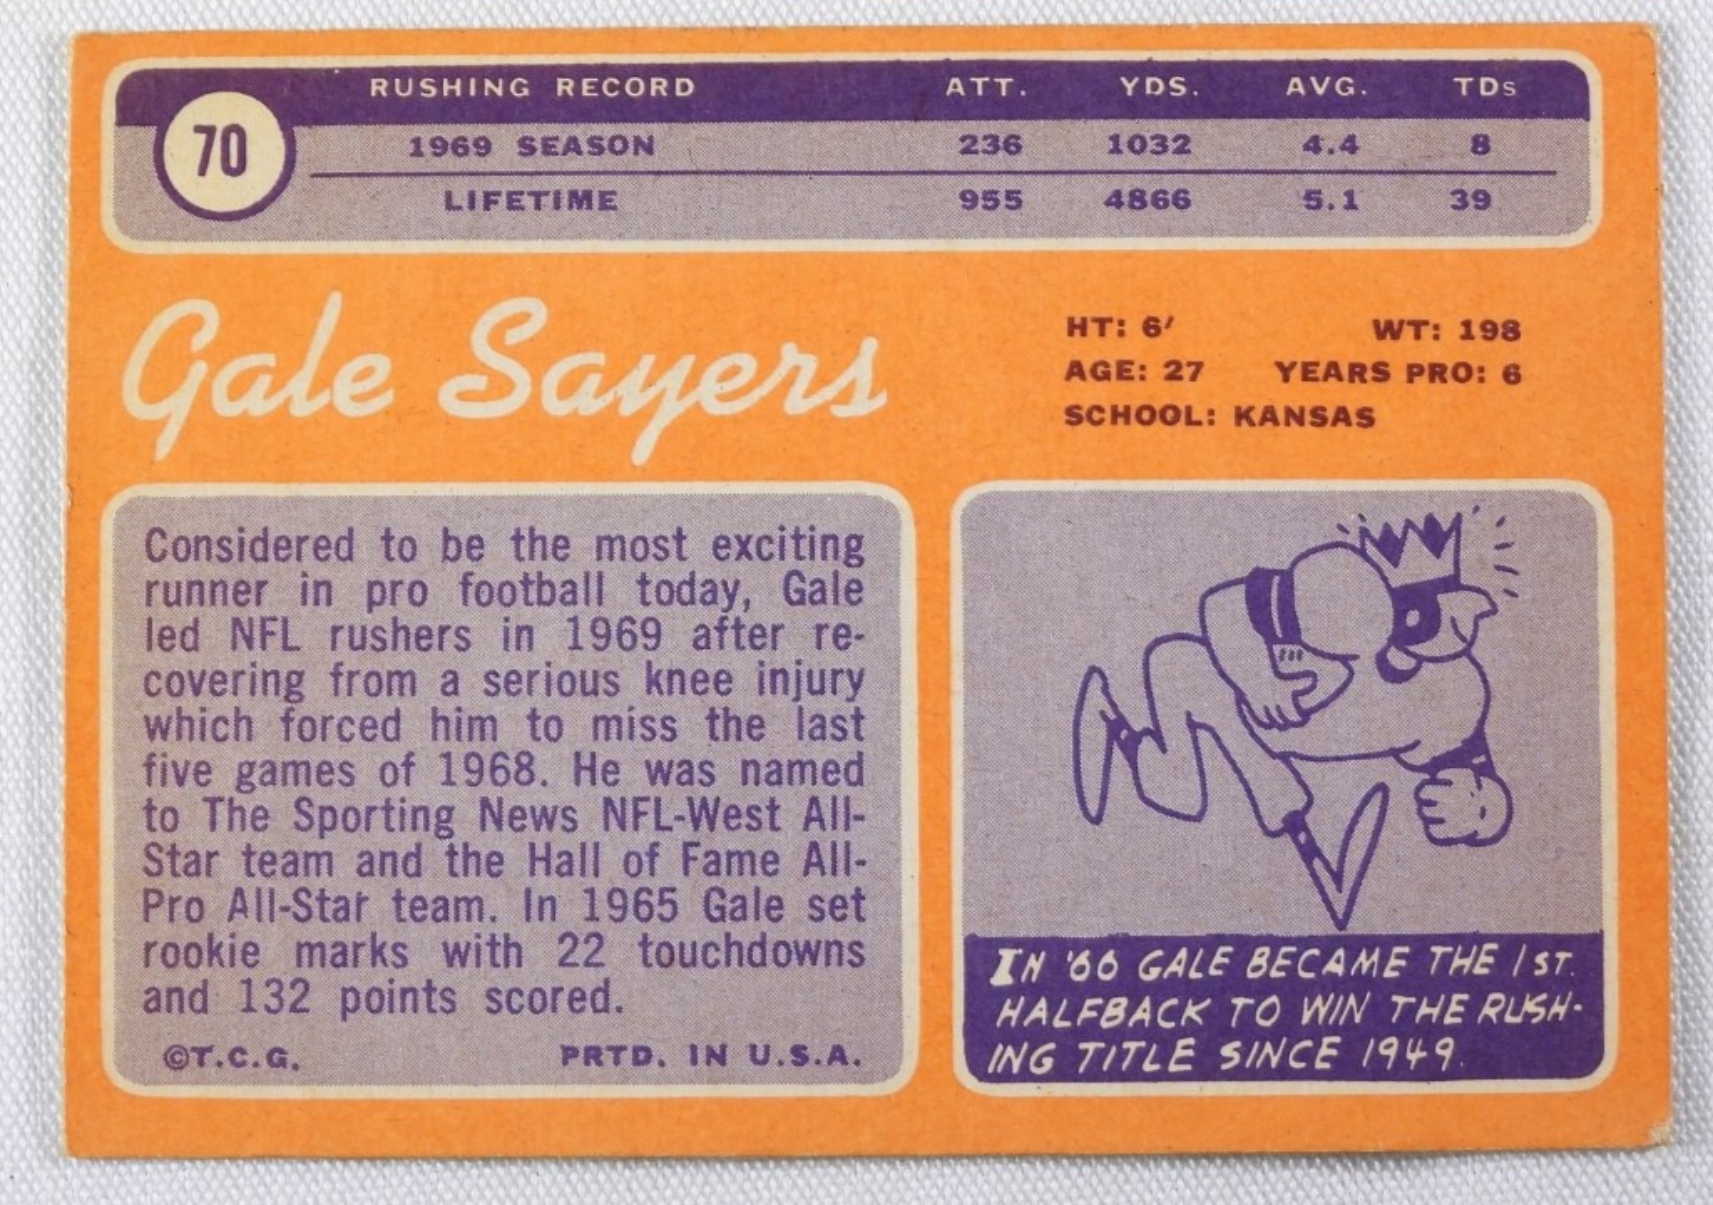 RUSHING RECORD ATT. YDS. AVG. TDs
70
1969 SEASON 236 1032 4.4 8
LIFETIME 955 4866 5.1 39
Gale Sayers
HT: 6' WT: 198
AGE: 27 YEARS PRO: 6
SCHOOL: KANSAS
Considered to be the most exciting
runner in pro football today, Gale
led NFL rushers in 1969 after re-
covering from a serious knee injury
which forced him to miss the last
five games of 1968. He was named
to The Sporting News NFL-West All-
Star team and the Hall of Fame All-
Pro All-Star team. In 1965 Gale set
rookie marks with 22 touchdowns
and 132 points scored.
©T.C.G. PRTD. IN U.S.A.
IN '66 GALE BECAME THE 1ST.
HALFBACK TO WIN THE RUSH-
ING TITLE SINCE 1949.